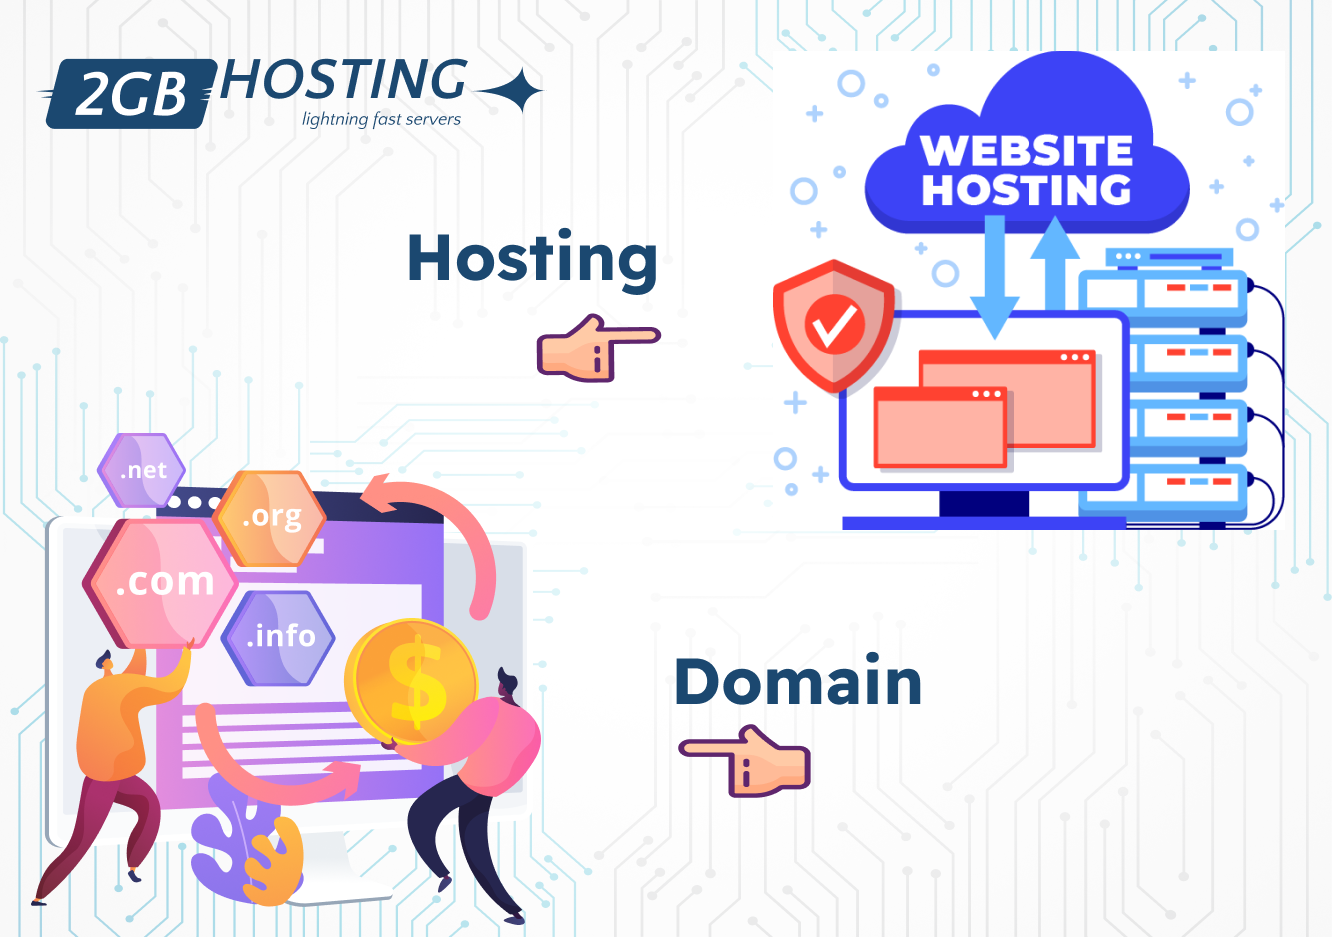 2GB HOSTING
lightning fast servers
WEBSITE
HOSTING
Hosting
.net
.org
.com
.info
$
Domain